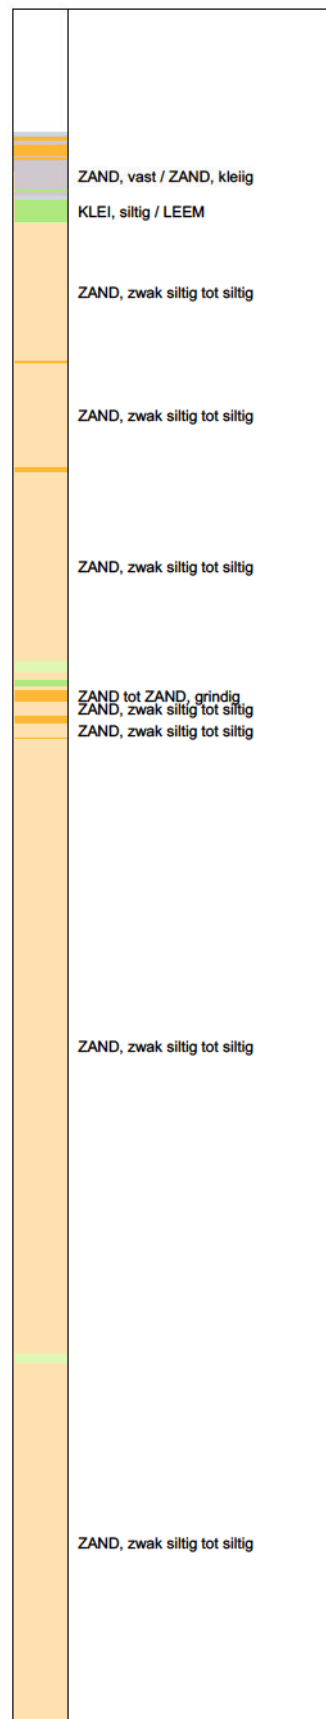 ZAND, vast / ZAND, kleiig
KLEI, siltig / LEEM
ZAND, zwak siltig tot siltig
ZAND, zwak siltig tot siltig
ZAND, zwak siltig tot siltig
ZAND tot ZAND, grindig
ZAND, zwak siltig tot siltig
ZAND, zwak siltig tot siltig
ZAND, zwak siltig tot siltig
ZAND, zwak siltig tot siltig